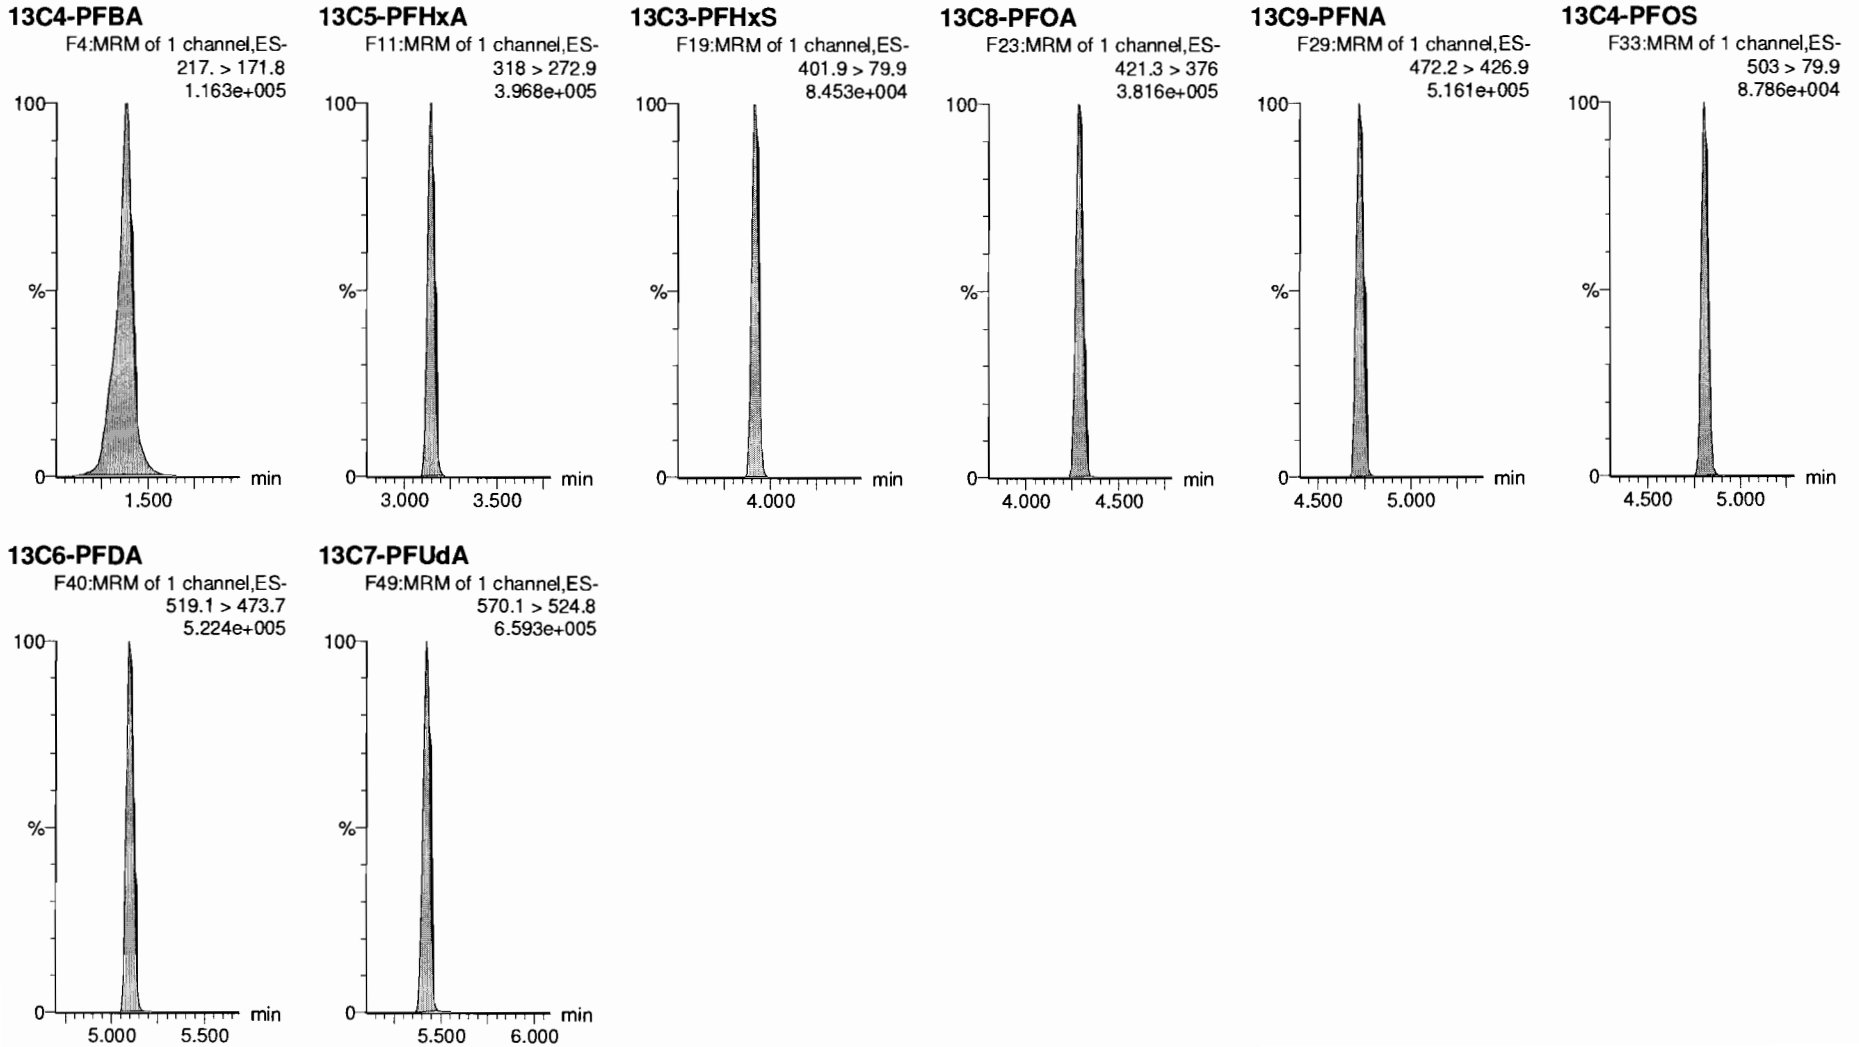 13C4-PFBA
F4:MRM of 1 channel,ES-
217. > 171.8
1.163e+005
100
%
0
min
1.500
13C5-PFHxA
F11:MRM of 1 channel,ES-
318 > 272.9
3.968e+005
100
%
0
min
3.000 3.500
13C3-PFHxS
F19:MRM of 1 channel,ES-
401.9 > 79.9
8.453e+004
100
%
0
min
4.000
13C8-PFOA
F23:MRM of 1 channel,ES-
421.3 > 376
3.816e+005
100
%
0
min
4.000 4.500
13C9-PFNA
F29:MRM of 1 channel,ES-
472.2 > 426.9
5.161e+005
100
%
0
min
4.500 5.000
13C4-PFOS
F33:MRM of 1 channel,ES-
503 > 79.9
8.786e+004
100
%
0
min
4.500 5.000
13C6-PFDA
F40:MRM of 1 channel,ES-
519.1 > 473.7
5.224e+005
100
%
0
min
5.000 5.500
13C7-PFUdA
F49:MRM of 1 channel,ES-
570.1 > 524.8
6.593e+005
100
%
0
min
5.500 6.000